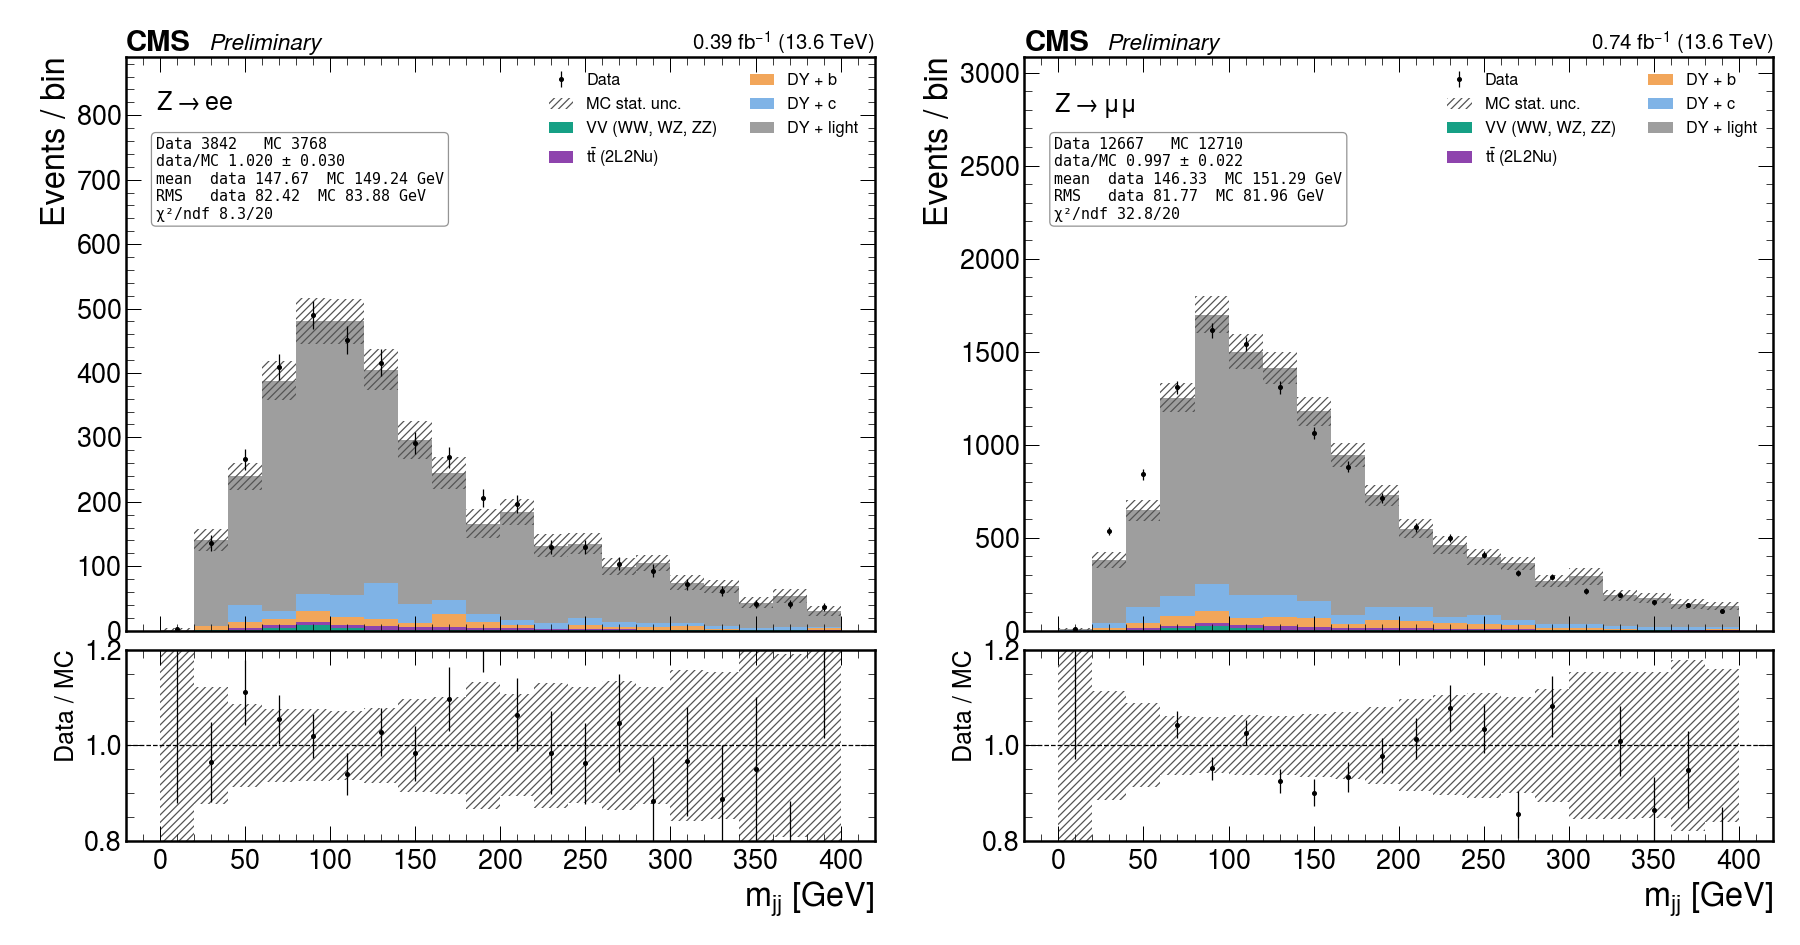 CMS Preliminary 0.39 fb⁻¹ (13.6 TeV)
Events / bin
Z → ee
Data
MC stat. unc.
VV (WW, WZ, ZZ)
tt̄ (2L2Nu)
DY + b
DY + c
DY + light
Data 3842 MC 3768
data/MC 1.020 ± 0.030
mean data 147.67 MC 149.24 GeV
RMS data 82.42 MC 83.88 GeV
χ²/ndf 8.3/20
800
700
600
500
400
300
200
100
0
Data / MC
1.2
1.0
0.8
0 50 100 150 200 250 300 350 400
m_jj [GeV]
CMS Preliminary 0.74 fb⁻¹ (13.6 TeV)
Events / bin
Z → μμ
Data
MC stat. unc.
VV (WW, WZ, ZZ)
tt̄ (2L2Nu)
DY + b
DY + c
DY + light
Data 12667 MC 12710
data/MC 0.997 ± 0.022
mean data 146.33 MC 151.29 GeV
RMS data 81.77 MC 81.96 GeV
χ²/ndf 32.8/20
3000
2500
2000
1500
1000
500
0
Data / MC
1.2
1.0
0.8
0 50 100 150 200 250 300 350 400
m_jj [GeV]